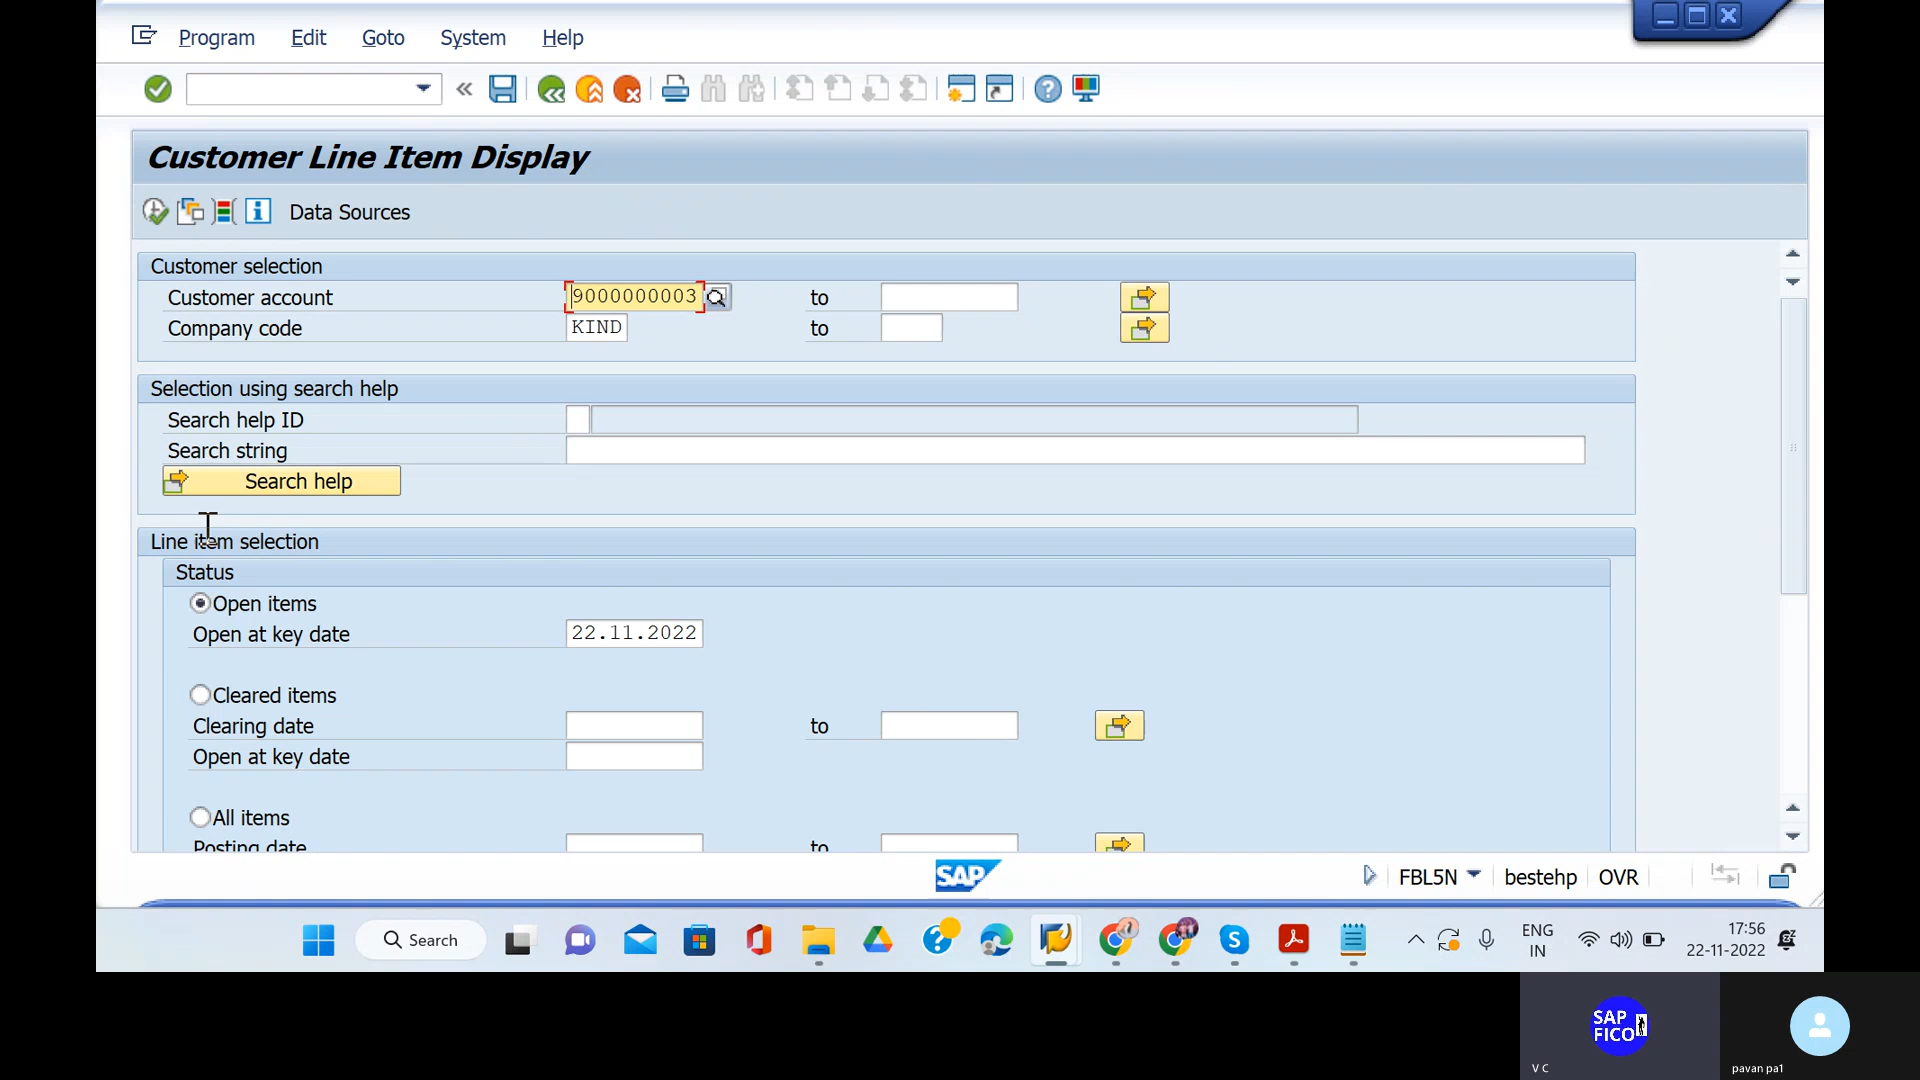 Program Edit Goto System Help
Customer Line Item Display
Data Sources
Customer selection
Customer account 9000000003 to
Company code KIND to
Selection using search help
Search help ID
Search string
Search help
Line item selection
Status
Open items
Open at key date 22.11.2022
Cleared items
Clearing date to
Open at key date
All items
Posting date to
SAP FBL5N bestehp OVR
Search ENG IN 17:56 22-11-2022
SAP FICO
V C pavan pa1